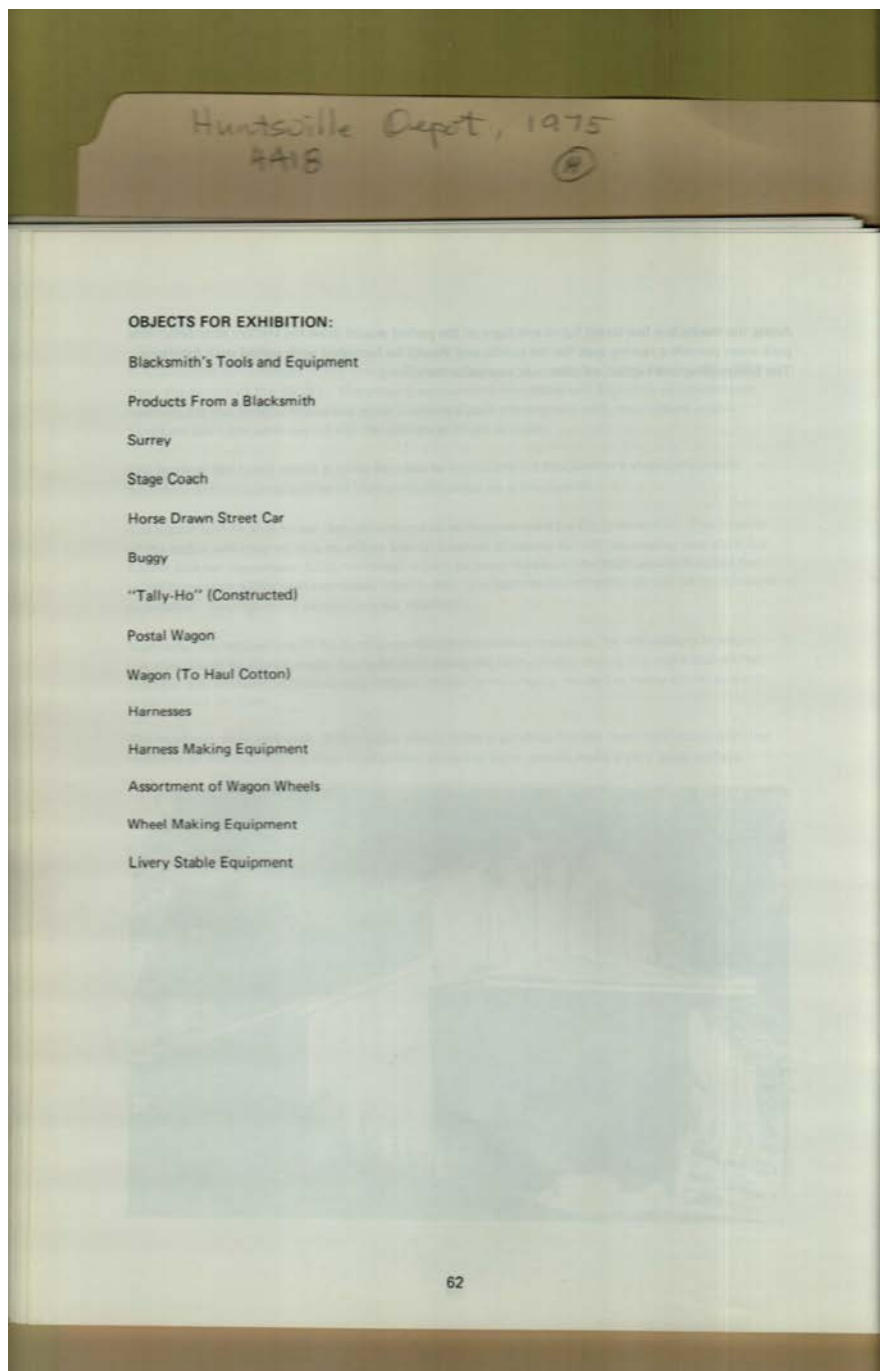 Huntsville Depot, 1975
4418
OBJECTS FOR EXHIBITION:
Blacksmith's Tools and Equipment
Products From a Blacksmith
Surrey
Stage Coach
Horse Drawn Street Car
Buggy
"Tally-Ho" (Constructed)
Postal Wagon
Wagon (To Haul Cotton)
Harnesses
Harness Making Equipment
Assortment of Wagon Wheels
Wheel Making Equipment
Livery Stable Equipment
62